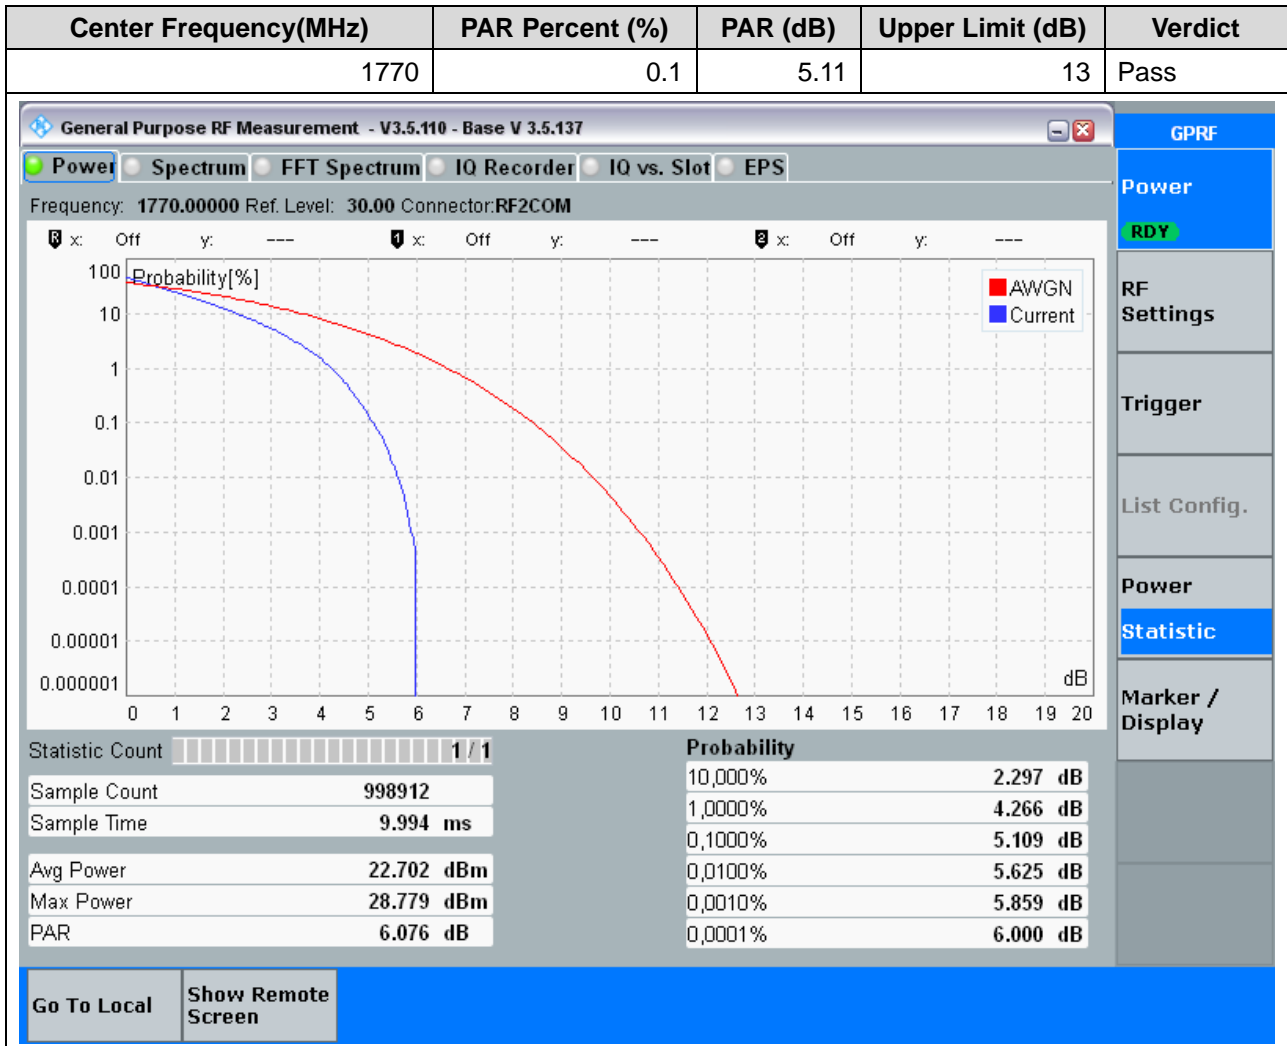 Center Frequency(MHz) PAR Percent (%) PAR (dB) Upper Limit (dB) Verdict
1770 0.1 5.11 13 Pass
General Purpose RF Measurement - V3.5.110 - Base V 3.5.137
GPRF
Power Spectrum FFT Spectrum IQ Recorder IQ vs. Slot EPS
Frequency: 1770.00000 Ref. Level: 30.00 Connector:RF2COM
R x: Off y: --- 1 x: Off y: --- 2 x: Off y: ---
Probability[%]
100
10
1
0.1
0.01
0.001
0.0001
0.00001
0.000001
AWGN
Current
dB
0 1 2 3 4 5 6 7 8 9 10 11 12 13 14 15 16 17 18 19 20
Statistic Count 1 / 1
Sample Count 998912
Sample Time 9.994 ms
Avg Power 22.702 dBm
Max Power 28.779 dBm
PAR 6.076 dB
Probability
10,000% 2.297 dB
1,0000% 4.266 dB
0,1000% 5.109 dB
0,0100% 5.625 dB
0,0010% 5.859 dB
0,0001% 6.000 dB
Power
RDY
RF
Settings
Trigger
List Config.
Power
Statistic
Marker /
Display
Go To Local
Show Remote
Screen